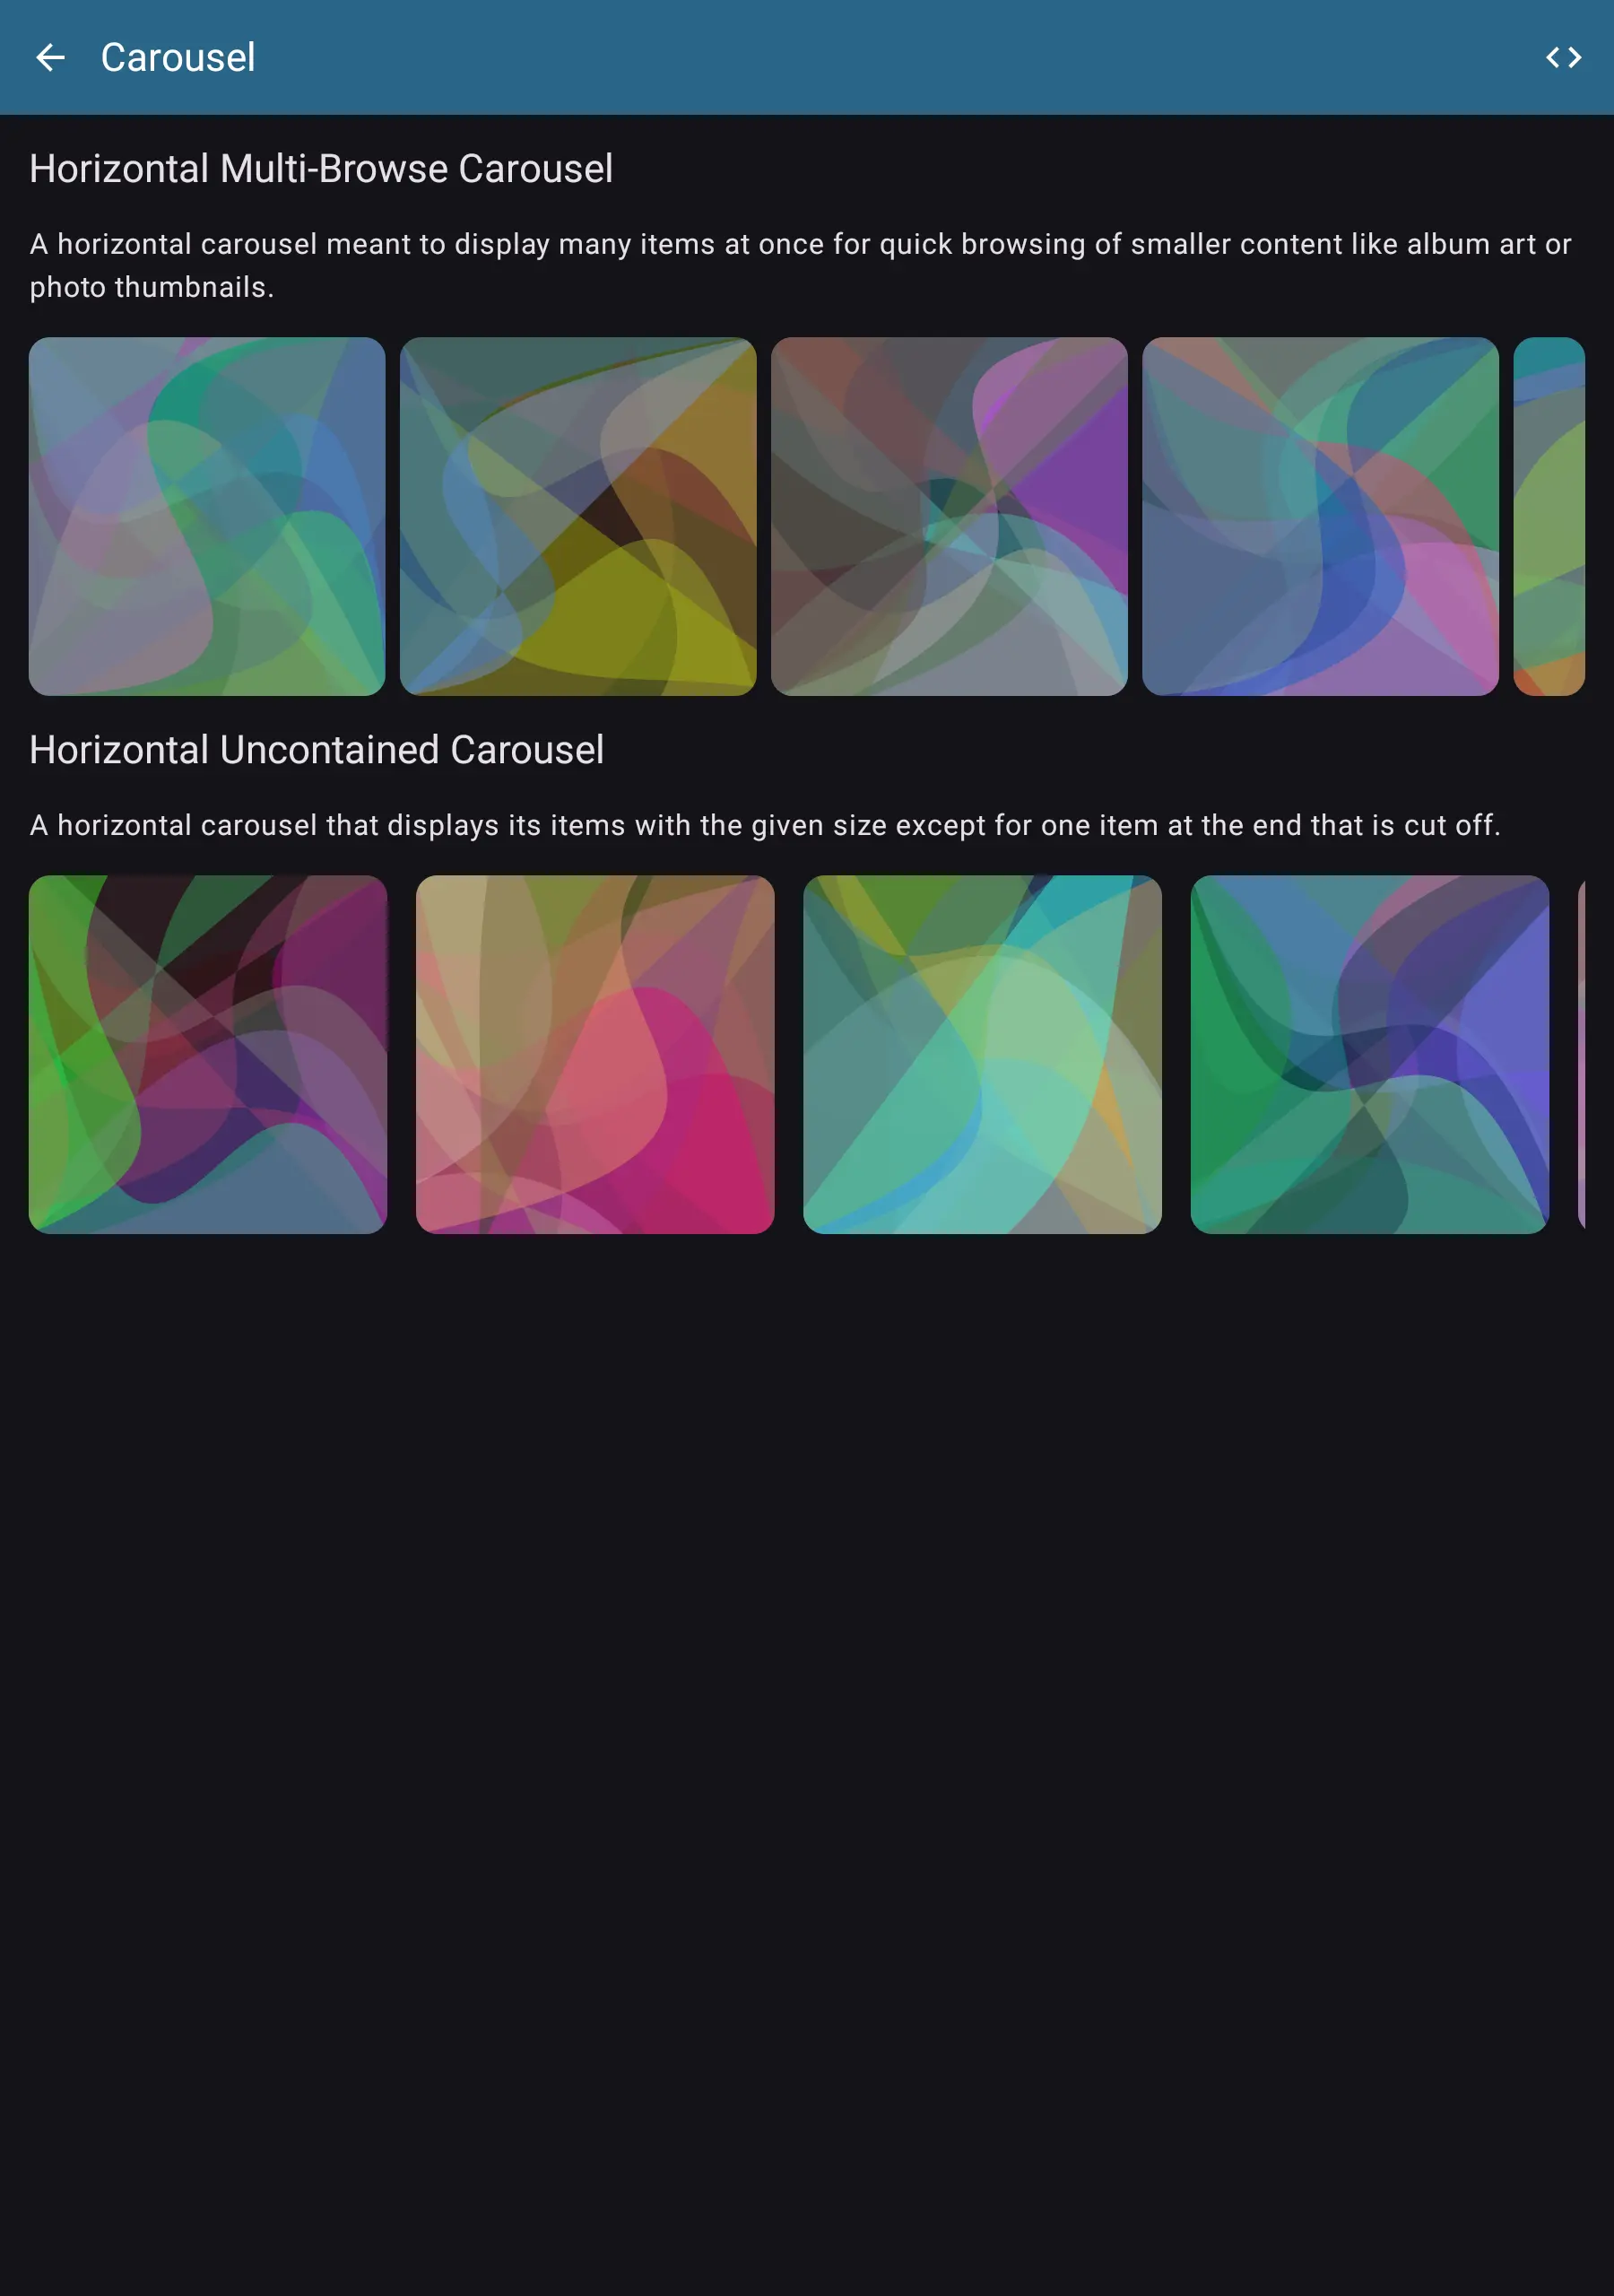 Carousel
Horizontal Multi-Browse Carousel
A horizontal carousel meant to display many items at once for quick browsing of smaller content like album art or
photo thumbnails.
Horizontal Uncontained Carousel
A horizontal carousel that displays its items with the given size except for one item at the end that is cut off.